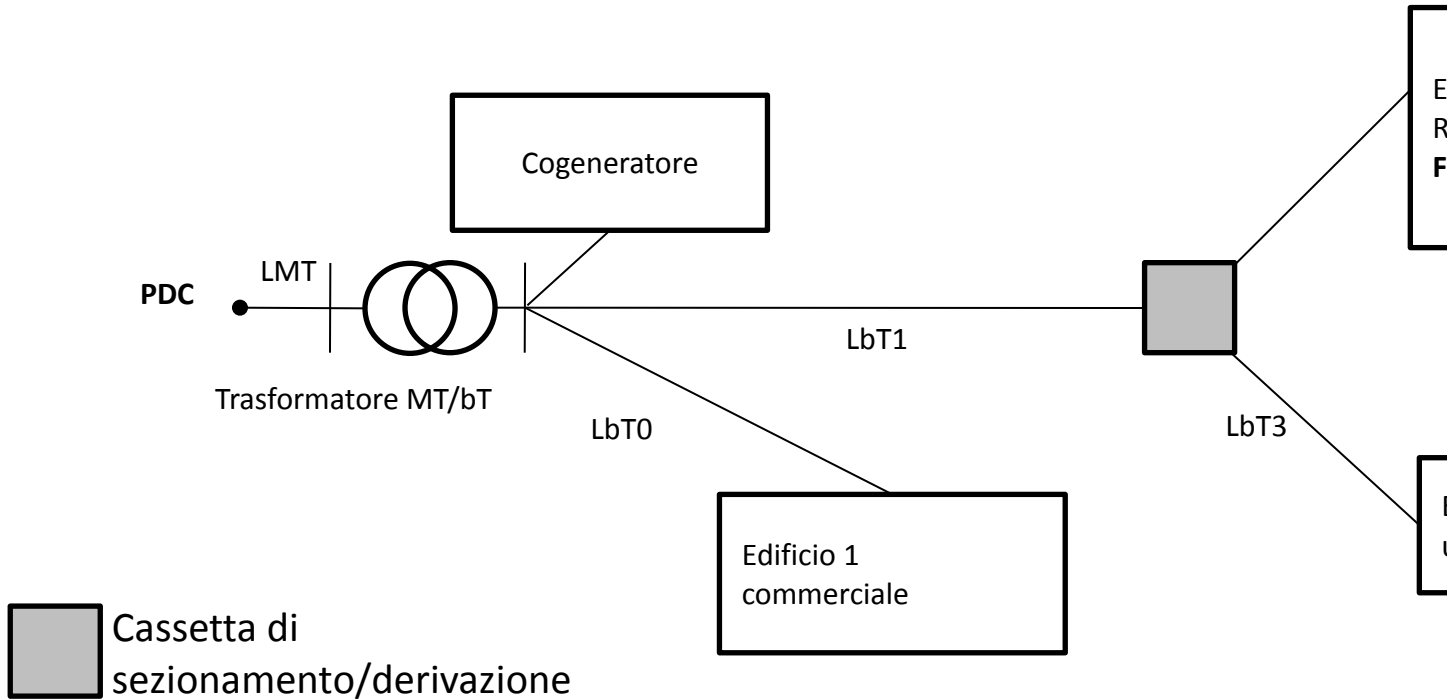 Cogeneratore
LMT
PDC
LbT1
Trasformatore MT/bT
LbT0
LbT3
Edificio 1
commerciale
Cassetta di
sezionamento/derivazione